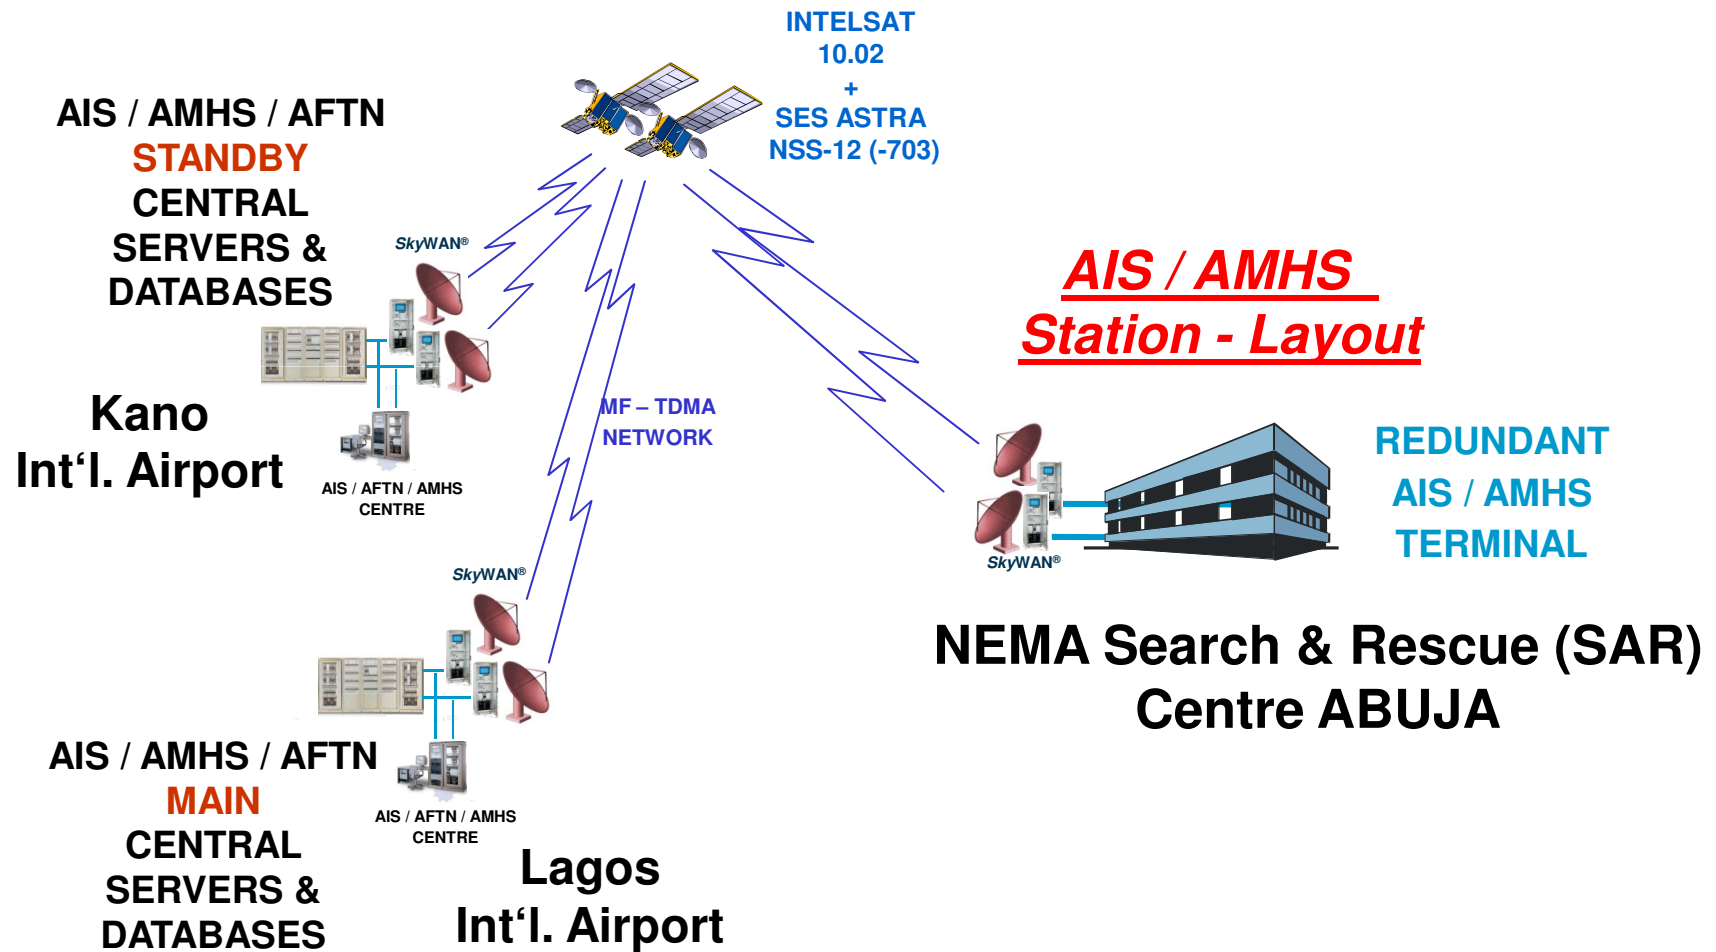 INTELSAT
10.02
+
SES ASTRA
NSS-12 (-703)
AIS / AMHS / AFTN
STANDBY
CENTRAL
SERVERS &
DATABASES
SkyWAN®
AIS / AMHS
Station - Layout
Kano
Int‘l. Airport
MF – TDMA
NETWORK
AIS / AFTN / AMHS
CENTRE
REDUNDANT
AIS / AMHS
TERMINAL
SkyWAN®
SkyWAN®
NEMA Search & Rescue (SAR)
Centre ABUJA
AIS / AMHS / AFTN
MAIN
CENTRAL
SERVERS &
DATABASES
AIS / AFTN / AMHS
CENTRE
Lagos
Int‘l. Airport